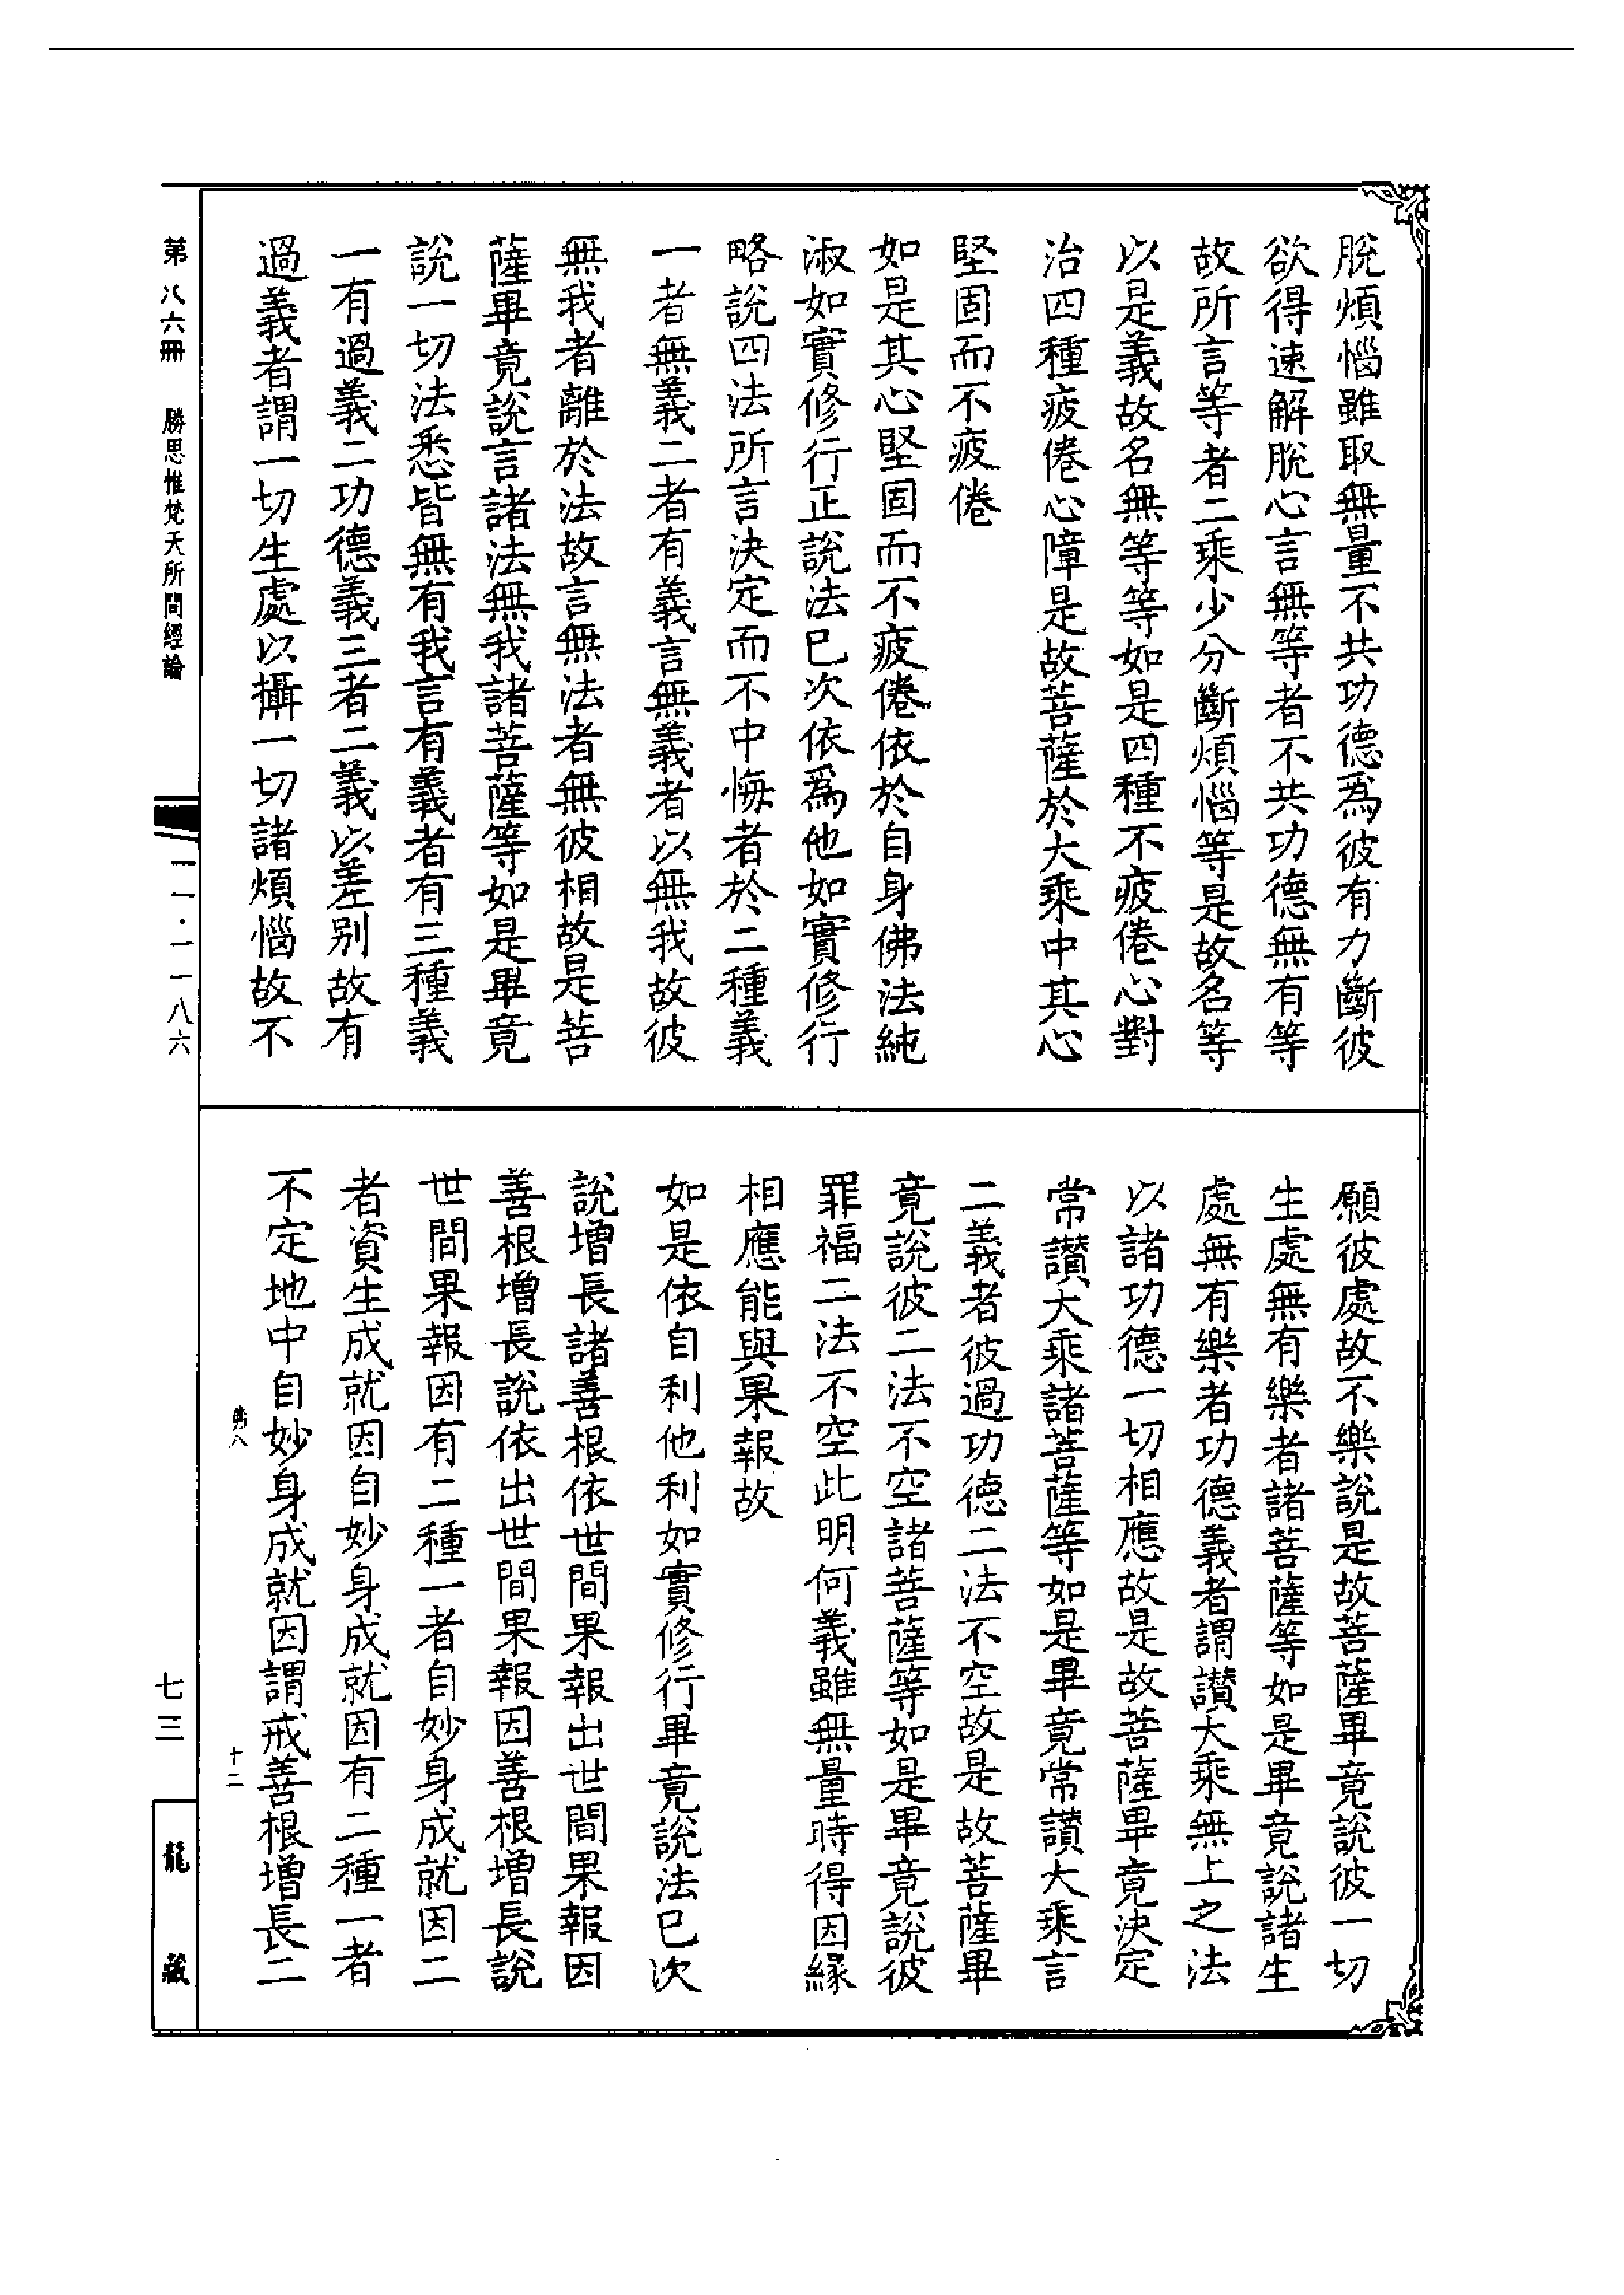 脫煩惱雖取無量不共功德爲彼有力斷彼
欲得速解脫心言無等者不共功德無有等
故所言等者二乘少分斷煩惱等是故名等
以是義故名無等等如是四種不疲倦心對
治四種疲倦心障是故菩薩於大乘中其心
堅固而不疲倦
如是其心堅固而不疲倦依於自身佛法純
淑如實修行正說法已次依爲他如實修行
略說四法所言決定而不中悔者於二種義
一者無義二者有義言無義者以無我故彼
無我者離於法故言無法者無彼相故是菩
薩畢竟說言諸法無我諸菩薩等如是畢竟
說一切法悉皆無有我言有義者有三種義
一有過義二功德義三者二義以差別故有
過義者謂一切生處以攝一切諸煩惱故不
願彼處故不樂說是故菩薩畢竟說彼一切
生處無有樂者諸菩薩等如是畢竟說諸生
處無有樂者功德義者謂讚大乘無上之法
以諸功德一切相應故是故菩薩畢竟決定
常讚大乘諸菩薩等如是畢竟常讚大乘言
二義者彼過功德二法不空故是故菩薩畢
竟說彼二法不空諸菩薩等如是畢竟說彼
罪福二法不空此明何義雖無量時得因緣
相應能與果報故
如是依自利他利如實修行畢竟說法已次
說增長諸善根依世間果報出世間果報因
善根增長說依出世間果報因善根增長說
世間果報因有二種一者自妙身成就因二
者資生成就因自妙身成就因有二種一者
不定地中自妙身成就因謂戒善根增長二
十二
第八六冊　勝思惟梵天所問經論
一一·一一八六
七三
龍藏